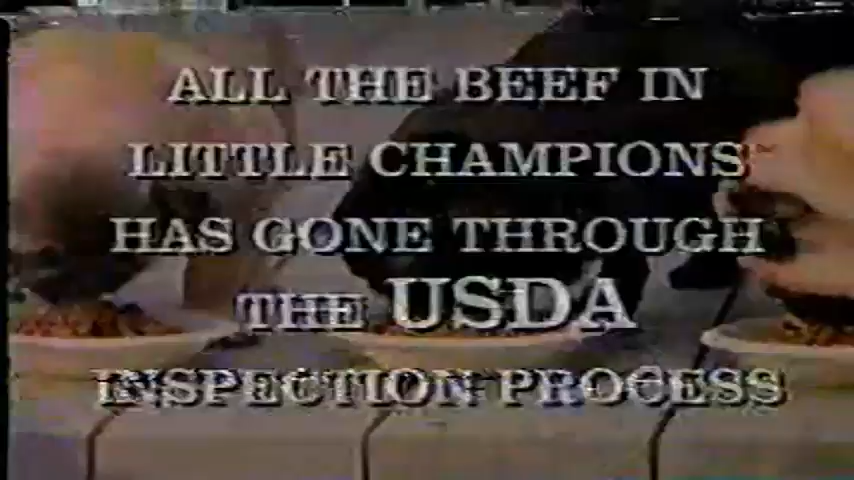 ALL THE BEEF IN
LITTLE CHAMPIONS
HAS GONE THROUGH
THE USDA
INSPECTION PROCESS